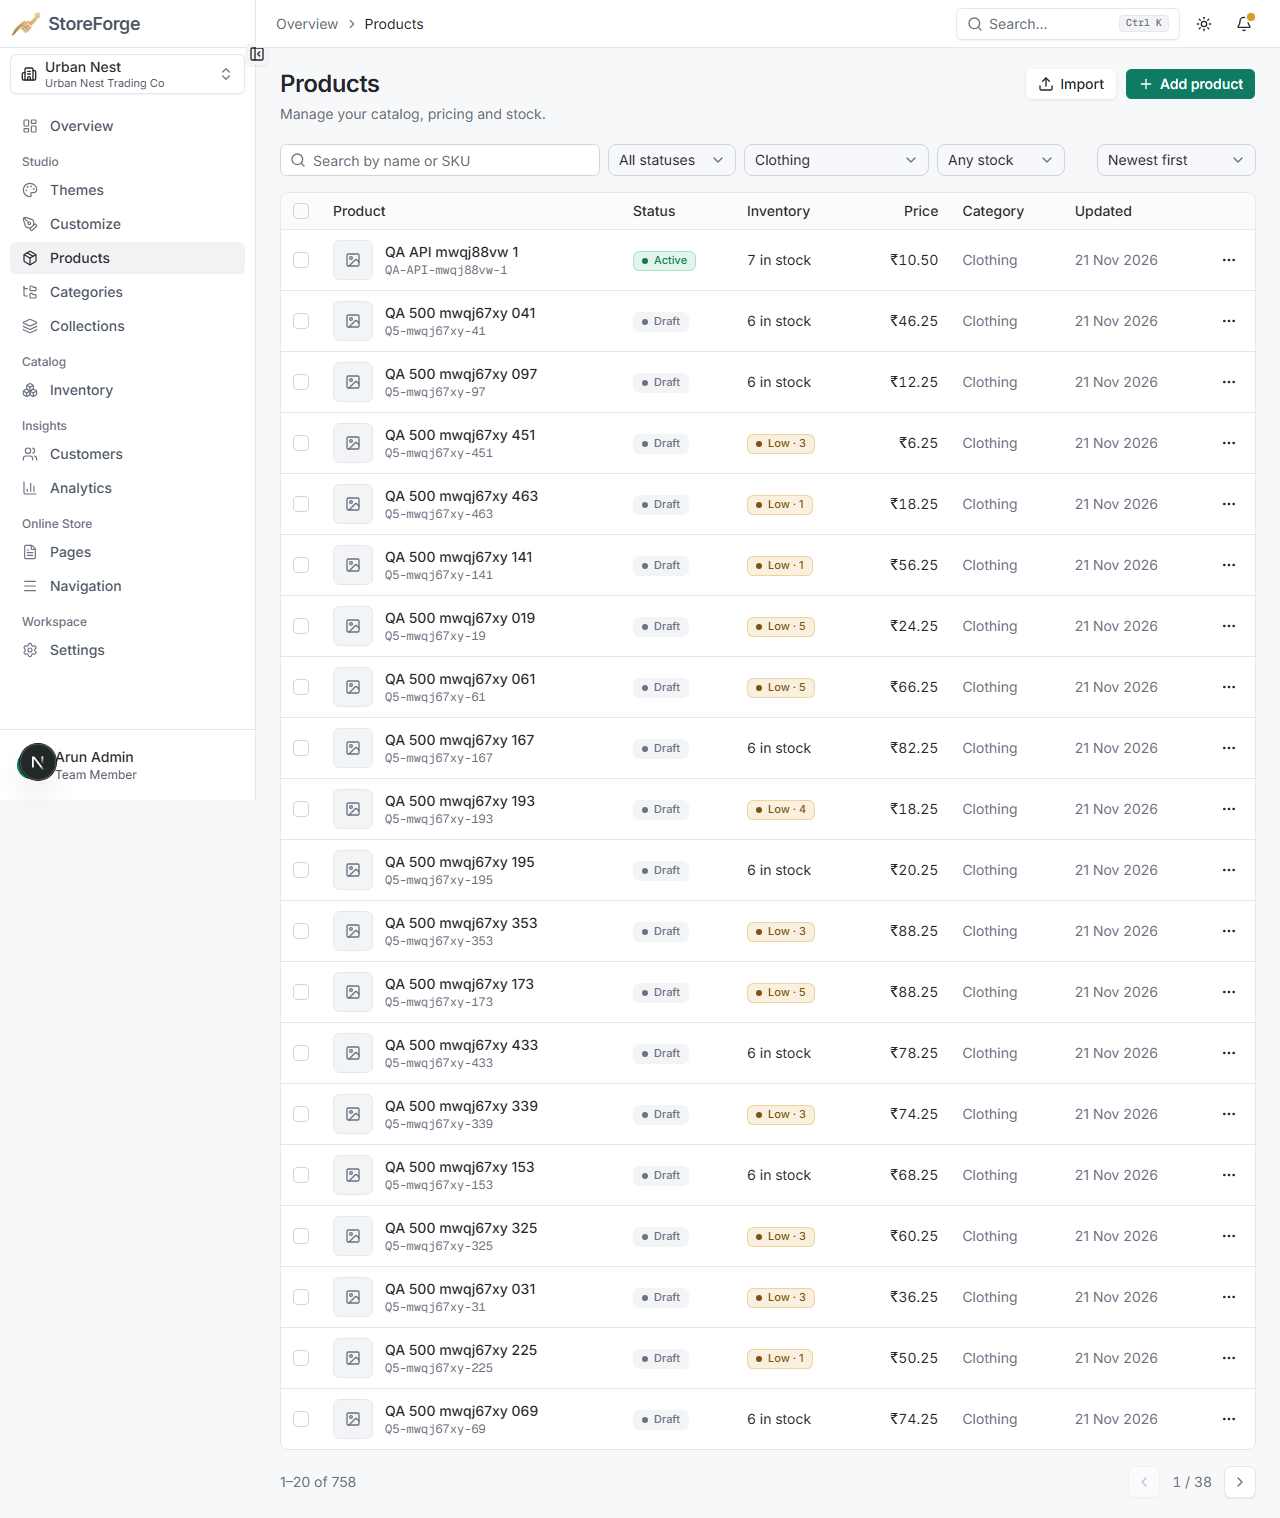 StoreForge
Overview > Products
Search...
Ctrl K
Urban Nest
Urban Nest Trading Co
Overview
Studio
Themes
Customize
Products
Categories
Collections
Catalog
Inventory
Insights
Customers
Analytics
Online Store
Pages
Navigation
Workspace
Settings
N
Arun Admin
Team Member
Products
Manage your catalog, pricing and stock.
Import
Add product
Search by name or SKU
All statuses
Clothing
Any stock
Newest first
Product Status Inventory Price Category Updated
QA API mwqj88vw 1
QA-API-mwqj88vw-1
Active 7 in stock ₹10.50 Clothing 21 Nov 2026
QA 500 mwqj67xy 041
Q5-mwqj67xy-41
Draft 6 in stock ₹46.25 Clothing 21 Nov 2026
QA 500 mwqj67xy 097
Q5-mwqj67xy-97
Draft 6 in stock ₹12.25 Clothing 21 Nov 2026
QA 500 mwqj67xy 451
Q5-mwqj67xy-451
Draft Low · 3 ₹6.25 Clothing 21 Nov 2026
QA 500 mwqj67xy 463
Q5-mwqj67xy-463
Draft Low · 1 ₹18.25 Clothing 21 Nov 2026
QA 500 mwqj67xy 141
Q5-mwqj67xy-141
Draft Low · 1 ₹56.25 Clothing 21 Nov 2026
QA 500 mwqj67xy 019
Q5-mwqj67xy-19
Draft Low · 5 ₹24.25 Clothing 21 Nov 2026
QA 500 mwqj67xy 061
Q5-mwqj67xy-61
Draft Low · 5 ₹66.25 Clothing 21 Nov 2026
QA 500 mwqj67xy 167
Q5-mwqj67xy-167
Draft 6 in stock ₹82.25 Clothing 21 Nov 2026
QA 500 mwqj67xy 193
Q5-mwqj67xy-193
Draft Low · 4 ₹18.25 Clothing 21 Nov 2026
QA 500 mwqj67xy 195
Q5-mwqj67xy-195
Draft 6 in stock ₹20.25 Clothing 21 Nov 2026
QA 500 mwqj67xy 353
Q5-mwqj67xy-353
Draft Low · 3 ₹88.25 Clothing 21 Nov 2026
QA 500 mwqj67xy 173
Q5-mwqj67xy-173
Draft Low · 5 ₹88.25 Clothing 21 Nov 2026
QA 500 mwqj67xy 433
Q5-mwqj67xy-433
Draft 6 in stock ₹78.25 Clothing 21 Nov 2026
QA 500 mwqj67xy 339
Q5-mwqj67xy-339
Draft Low · 3 ₹74.25 Clothing 21 Nov 2026
QA 500 mwqj67xy 153
Q5-mwqj67xy-153
Draft 6 in stock ₹68.25 Clothing 21 Nov 2026
QA 500 mwqj67xy 325
Q5-mwqj67xy-325
Draft Low · 3 ₹60.25 Clothing 21 Nov 2026
QA 500 mwqj67xy 031
Q5-mwqj67xy-31
Draft Low · 3 ₹36.25 Clothing 21 Nov 2026
QA 500 mwqj67xy 225
Q5-mwqj67xy-225
Draft Low · 1 ₹50.25 Clothing 21 Nov 2026
QA 500 mwqj67xy 069
Q5-mwqj67xy-69
Draft 6 in stock ₹74.25 Clothing 21 Nov 2026
1–20 of 758
1 / 38